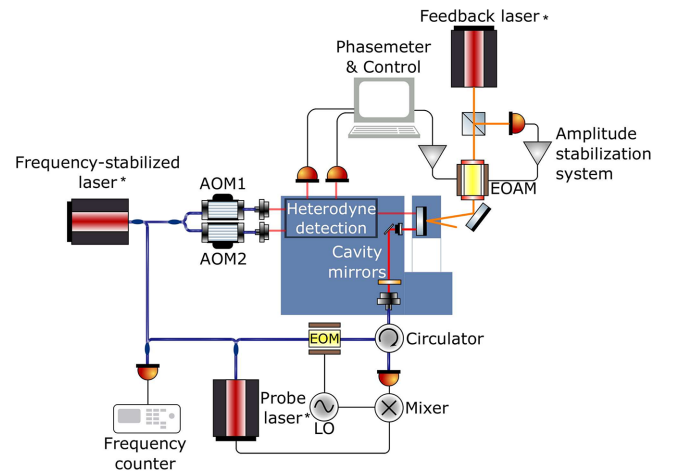 Feedback laser *
Phasemeter
& Control
Amplitude
stabilization
system
EOAM
Frequency-stabilized
laser *
AOM1
AOM2
Heterodyne
detection
Cavity
mirrors
Circulator
EOM
Probe
laser *
LO
Mixer
Frequency
counter